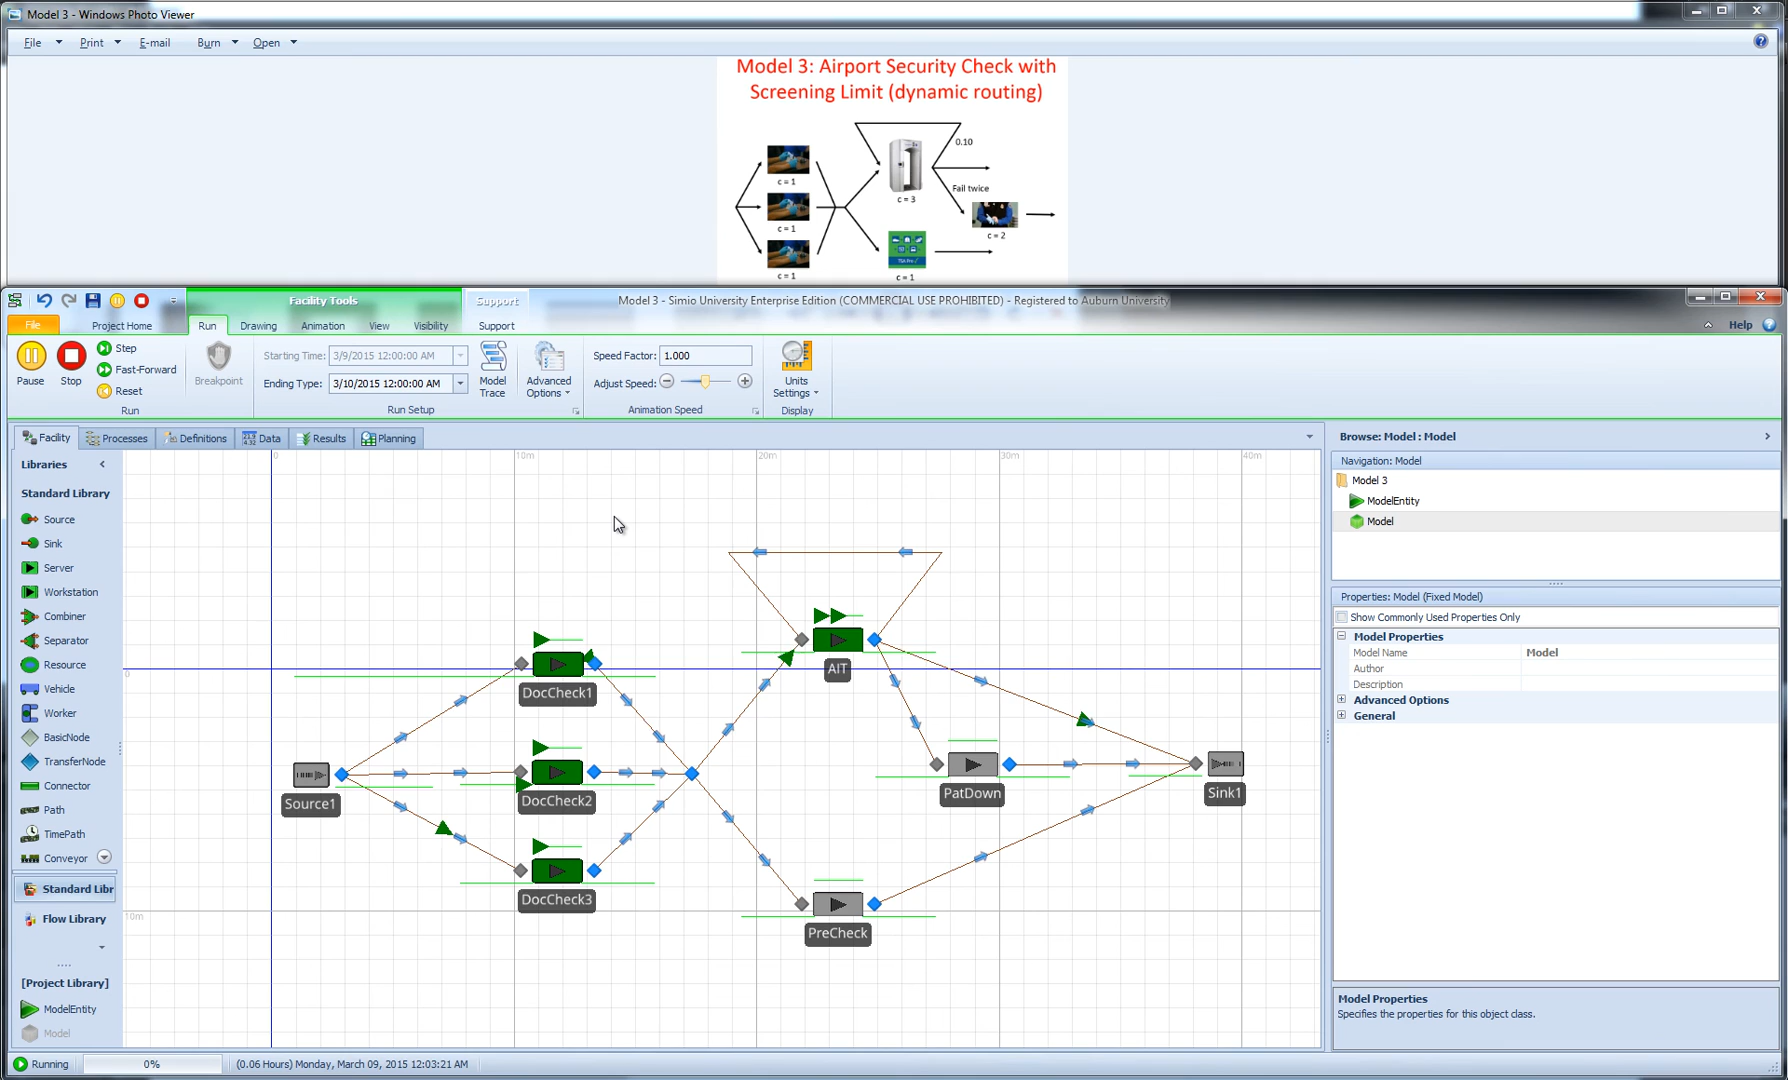 Model 3 - Windows Photo Viewer
File Print E-mail Burn Open
Model 3: Airport Security Check with
Screening Limit (dynamic routing)
0.10
c = 1
Fail twice
c = 3
c = 1
c = 2
c = 1
c = 1
Facility Tools
Support
Model 3 - Simio University Enterprise Edition (COMMERCIAL USE PROHIBITED) - Registered to Auburn University
File Project Home Run Drawing Animation View Visibility Support Help
Pause
Stop
Step
Fast-Forward
Reset
Run
Breakpoint
Starting Time: 3/9/2015 12:00:00 AM
Ending Type: 3/10/2015 12:00:00 AM
Run Setup
Model
Trace
Advanced
Options
Speed Factor: 1.000
Adjust Speed:
Animation Speed
Units
Settings
Display
Facility Processes Definitions Data Results Planning
Libraries
Standard Library
Source
Sink
Server
Workstation
Combiner
Separator
Resource
Vehicle
Worker
BasicNode
TransferNode
Connector
Path
TimePath
Conveyor
Standard Libr
Flow Library
[Project Library]
ModelEntity
Model
0 10m 20m 30m 40m
0
10m
AIT
DocCheck1
Source1
DocCheck2
PatDown
Sink1
DocCheck3
PreCheck
Browse: Model : Model
Navigation: Model
Model 3
ModelEntity
Model
Properties: Model (Fixed Model)
Show Commonly Used Properties Only
Model Properties
Model Name Model
Author
Description
Advanced Options
General
Model Properties
Specifies the properties for this object class.
Running 0% (0.06 Hours) Monday, March 09, 2015 12:03:21 AM